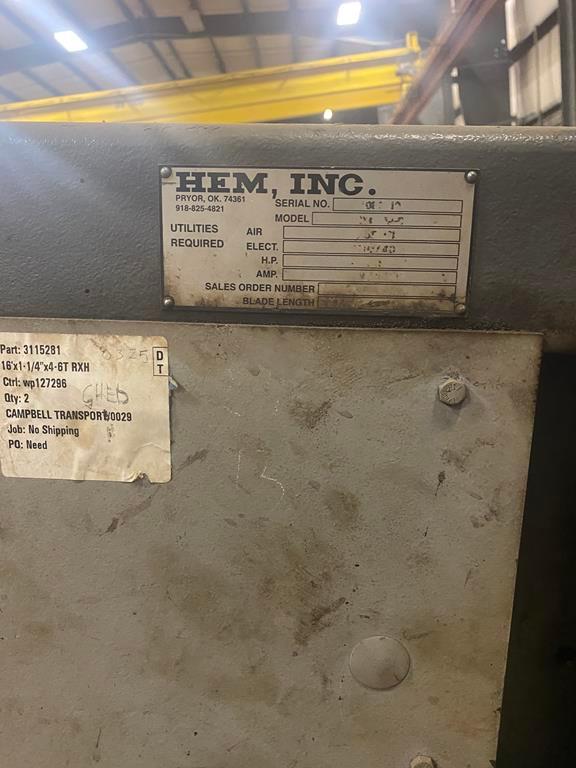 HEM, INC.
PRYOR, OK. 74361
918-825-4821
SERIAL NO.
MODEL
UTILITIES REQUIRED
AIR
ELECT.
H.P.
AMP.
SALES ORDER NUMBER
BLADE LENGTH
Part: 3115281
16'x1-1/4"x4-6T RXH
Ctrl: wp127296
Qty: 2
CAMPBELL TRANSPORT/0029
Job: No Shipping
PO: Need
D
T